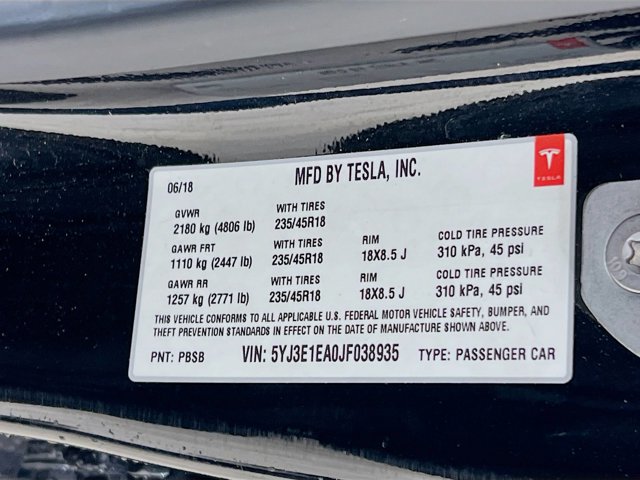 06/18
MFD BY TESLA, INC.
TESLA
GVWR WITH TIRES
2180 kg (4806 lb) 235/45R18
GAWR FRT WITH TIRES RIM COLD TIRE PRESSURE
1110 kg (2447 lb) 235/45R18 18X8.5 J 310 kPa, 45 psi
GAWR RR WITH TIRES RIM COLD TIRE PRESSURE
1257 kg (2771 lb) 235/45R18 18X8.5 J 310 kPa, 45 psi
THIS VEHICLE CONFORMS TO ALL APPLICABLE U.S. FEDERAL MOTOR VEHICLE SAFETY, BUMPER, AND
THEFT PREVENTION STANDARDS IN EFFECT ON THE DATE OF MANUFACTURE SHOWN ABOVE.
PNT: PBSB VIN: 5YJ3E1EA0JF038935 TYPE: PASSENGER CAR